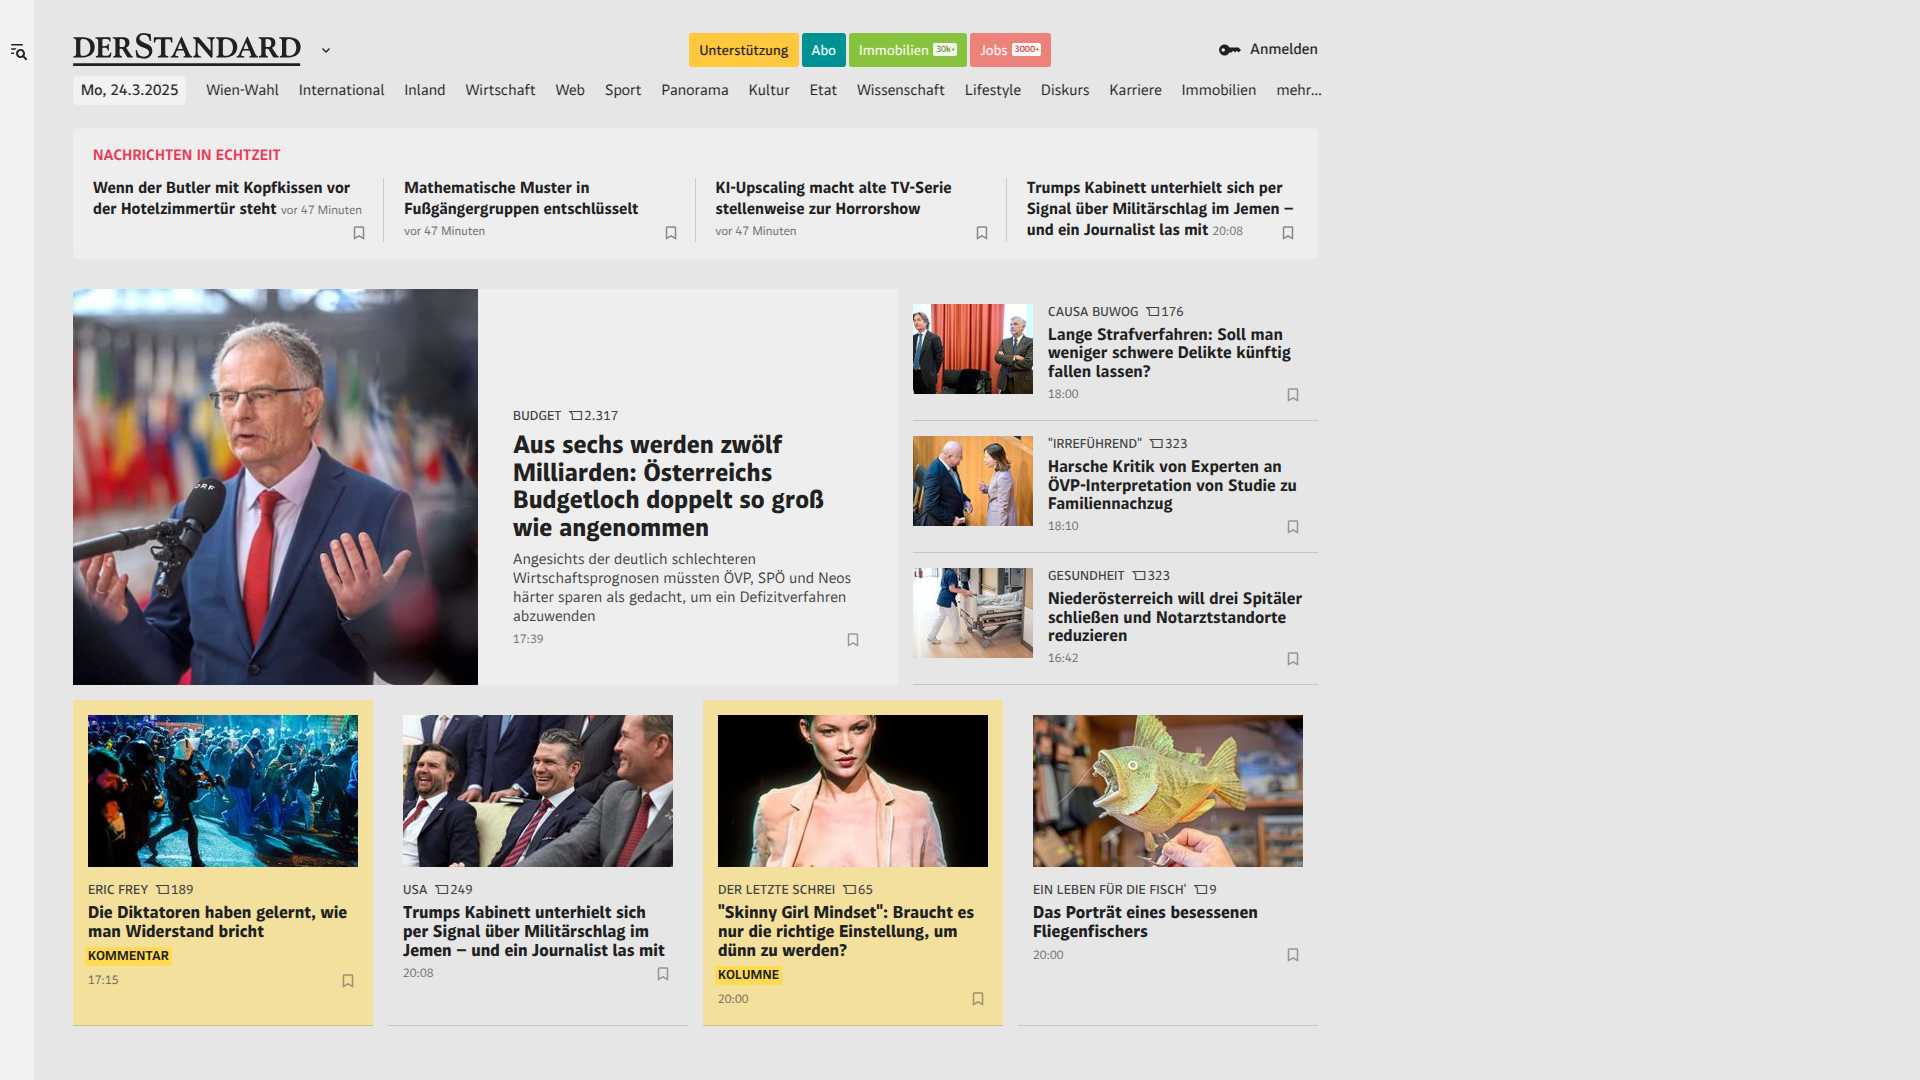 DERSTANDARD
Unterstützung
Abo
Immobilien 30k+
Jobs 3000+
Anmelden
Mo, 24.3.2025
Wien-Wahl
International
Inland
Wirtschaft
Web
Sport
Panorama
Kultur
Etat
Wissenschaft
Lifestyle
Diskurs
Karriere
Immobilien
mehr...
NACHRICHTEN IN ECHTZEIT
Wenn der Butler mit Kopfkissen vor
der Hotelzimmertür steht vor 47 Minuten
Mathematische Muster in
Fußgängergruppen entschlüsselt
vor 47 Minuten
KI-Upscaling macht alte TV-Serie
stellenweise zur Horrorshow
vor 47 Minuten
Trumps Kabinett unterhielt sich per
Signal über Militärschlag im Jemen –
und ein Journalist las mit 20:08
ORF
BUDGET 2.317
Aus sechs werden zwölf
Milliarden: Österreichs
Budgetloch doppelt so groß
wie angenommen
Angesichts der deutlich schlechteren
Wirtschaftsprognosen müssten ÖVP, SPÖ und Neos
härter sparen als gedacht, um ein Defizitverfahren
abzuwenden
17:39
CAUSA BUWOG 176
Lange Strafverfahren: Soll man
weniger schwere Delikte künftig
fallen lassen?
18:00
"IRREFÜHREND" 323
Harsche Kritik von Experten an
ÖVP-Interpretation von Studie zu
Familiennachzug
18:10
GESUNDHEIT 323
Niederösterreich will drei Spitäler
schließen und Notarztstandorte
reduzieren
16:42
ERIC FREY 189
Die Diktatoren haben gelernt, wie
man Widerstand bricht
KOMMENTAR
17:15
USA 249
Trumps Kabinett unterhielt sich
per Signal über Militärschlag im
Jemen – und ein Journalist las mit
20:08
DER LETZTE SCHREI 65
"Skinny Girl Mindset": Braucht es
nur die richtige Einstellung, um
dünn zu werden?
KOLUMNE
20:00
EIN LEBEN FÜR DIE FISCH' 9
Das Porträt eines besessenen
Fliegenfischers
20:00